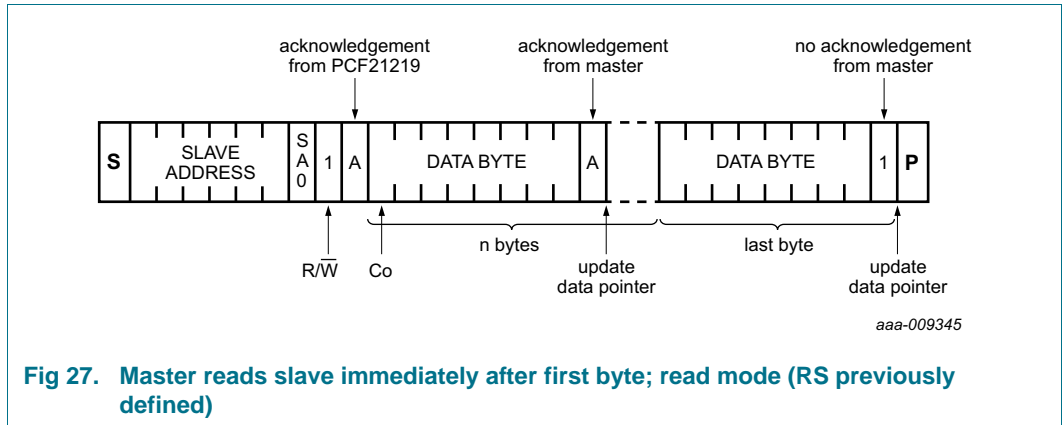 acknowledgement
from PCF21219
acknowledgement
from master
no acknowledgement
from master
S
SLAVE
ADDRESS
S
A
0
1
A
DATA BYTE
A
DATA BYTE
1
P
n bytes
last byte
R/W̅
Co
update
data pointer
update
data pointer
aaa-009345
Fig 27. Master reads slave immediately after first byte; read mode (RS previously
defined)